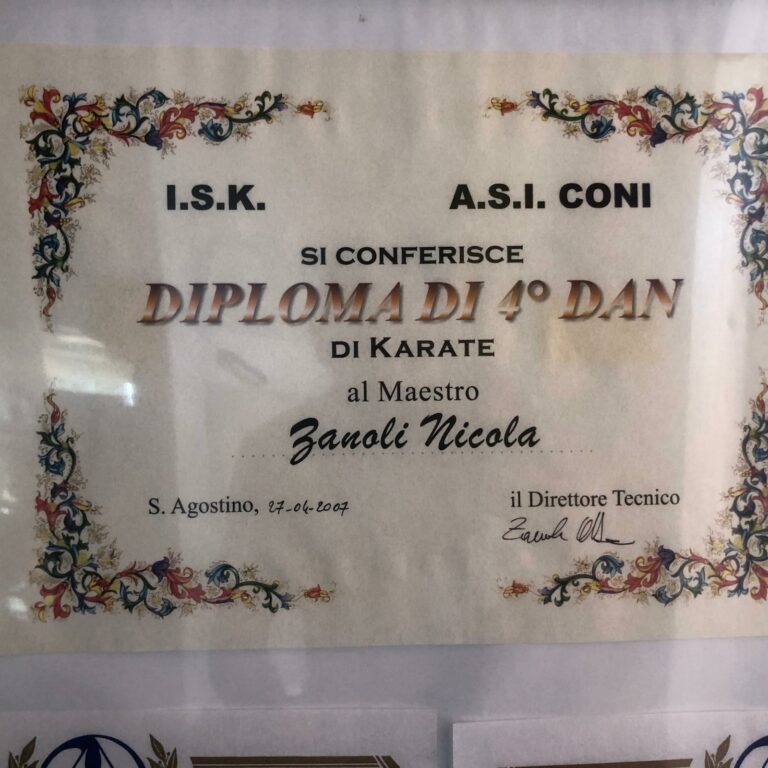 I.S.K. A.S.I. CONI
SI CONFERISCE
DIPLOMA DI 4° DAN
DI KARATE
al Maestro
Zanoli Nicola
S. Agostino, 27-04-2007
il Direttore Tecnico